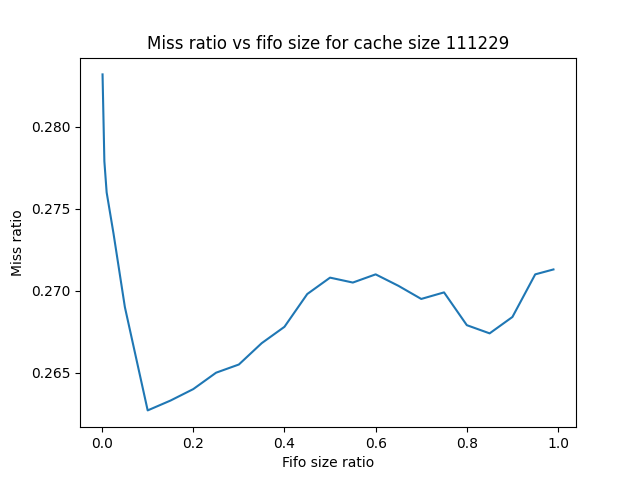 Miss ratio vs fifo size for cache size 111229
0.280
0.275
0.270
0.265
Miss ratio
0.0 0.2 0.4 0.6 0.8 1.0
Fifo size ratio